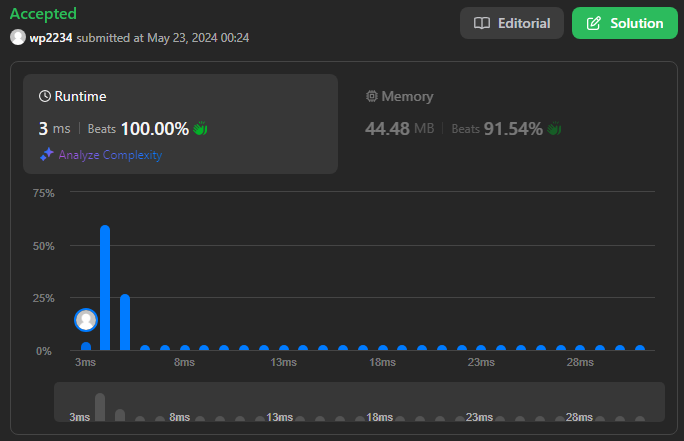 Accepted
Editorial
Solution
wp2234 submitted at May 23, 2024 00:24
Runtime
3 ms | Beats 100.00%
Analyze Complexity
Memory
44.48 MB | Beats 91.54%
75%
50%
25%
0%
3ms 8ms 13ms 18ms 23ms 28ms
3ms 8ms 13ms 18ms 23ms 28ms